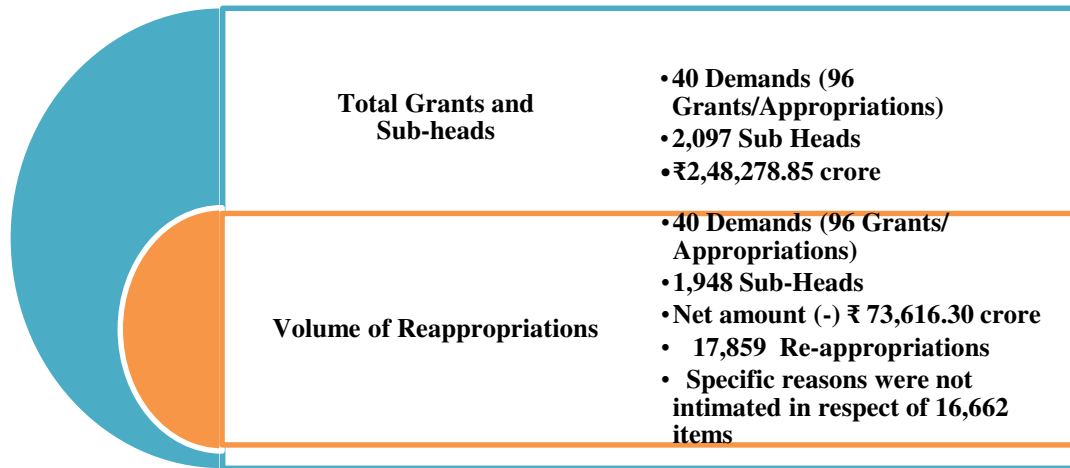 Total Grants and
Sub-heads
•40 Demands (96
Grants/Appropriations)
•2,097 Sub Heads
•₹2,48,278.85 crore
Volume of Reappropriations
•40 Demands (96 Grants/
Appropriations)
•1,948 Sub-Heads
•Net amount (-) ₹ 73,616.30 crore
• 17,859 Re-appropriations
• Specific reasons were not
intimated in respect of 16,662
items